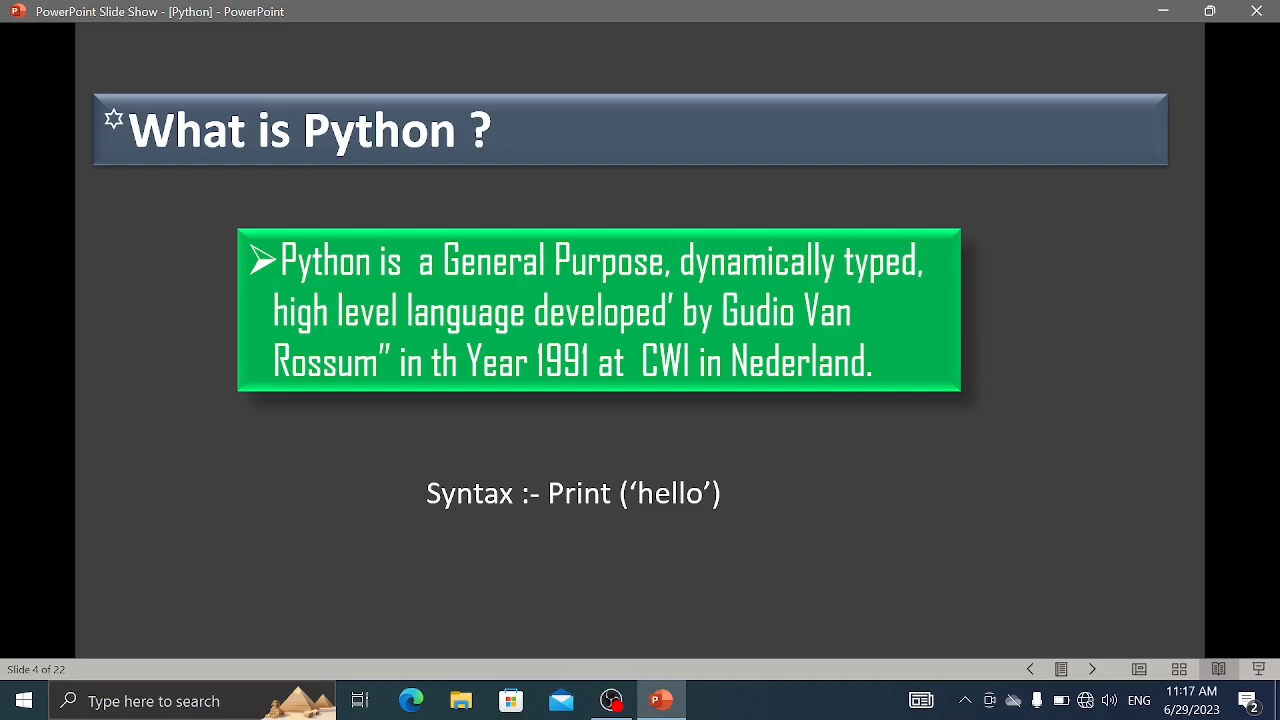 PowerPoint Slide Show - [Python] - PowerPoint
What is Python ?
Python is a General Purpose, dynamically typed,
high level language developed’ by Gudio Van
Rossum” in th Year 1991 at CWI in Nederland.
Syntax :- Print (‘hello’)
Slide 4 of 22
Type here to search
ENG
11:17 AM
6/29/2023
2